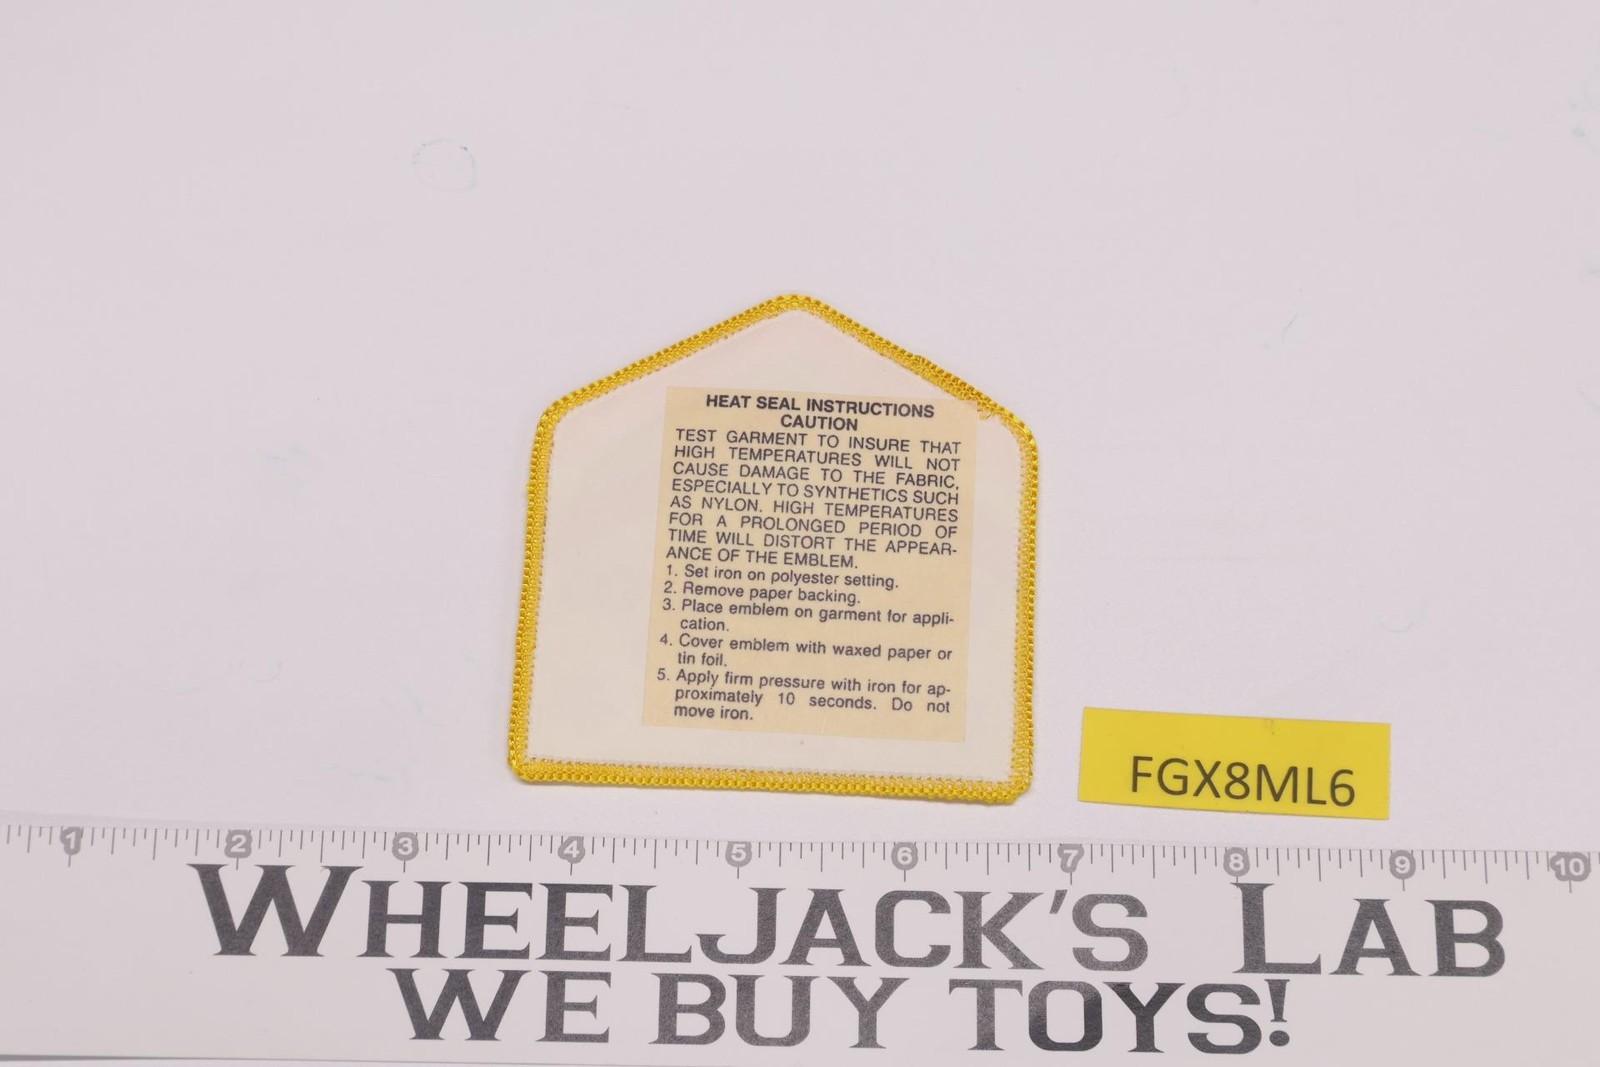 HEAT SEAL INSTRUCTIONS
CAUTION
TEST GARMENT TO INSURE THAT
HIGH TEMPERATURES WILL NOT
CAUSE DAMAGE TO THE FABRIC,
ESPECIALLY TO SYNTHETICS SUCH
AS NYLON. HIGH TEMPERATURES
FOR A PROLONGED PERIOD OF
TIME WILL DISTORT THE APPEAR-
ANCE OF THE EMBLEM.
1. Set iron on polyester setting.
2. Remove paper backing.
3. Place emblem on garment for appli-
cation.
4. Cover emblem with waxed paper or
tin foil.
5. Apply firm pressure with iron for ap-
proximately 10 seconds. Do not
move iron.
FGX8ML6
1 2 3 4 5 6 7 8 9 10
WHEELJACK'S LAB
WE BUY TOYS!